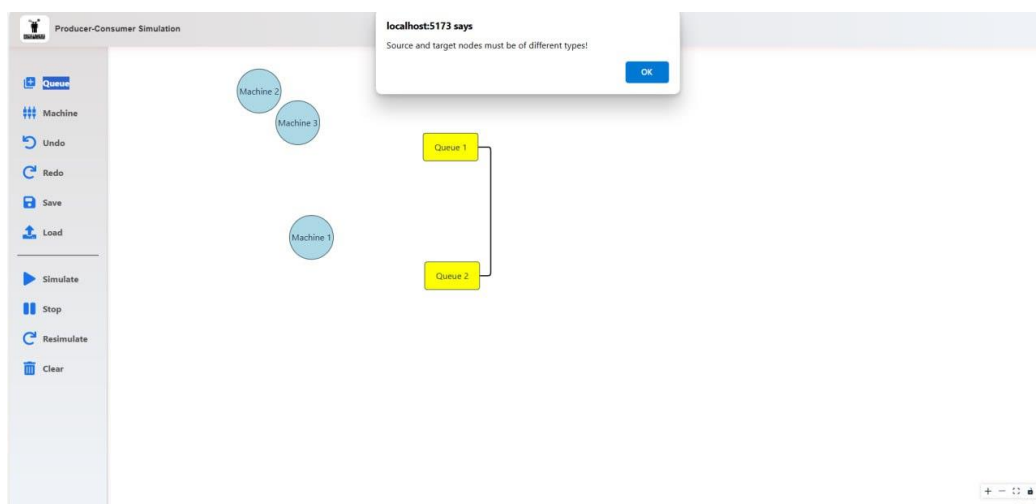 Producer-Consumer Simulation
localhost:5173 says
Source and target nodes must be of different types!
OK
Queue
Machine
Undo
Redo
Save
Load
Simulate
Stop
Resimulate
Clear
Machine 2
Machine 3
Queue 1
Machine 1
Queue 2